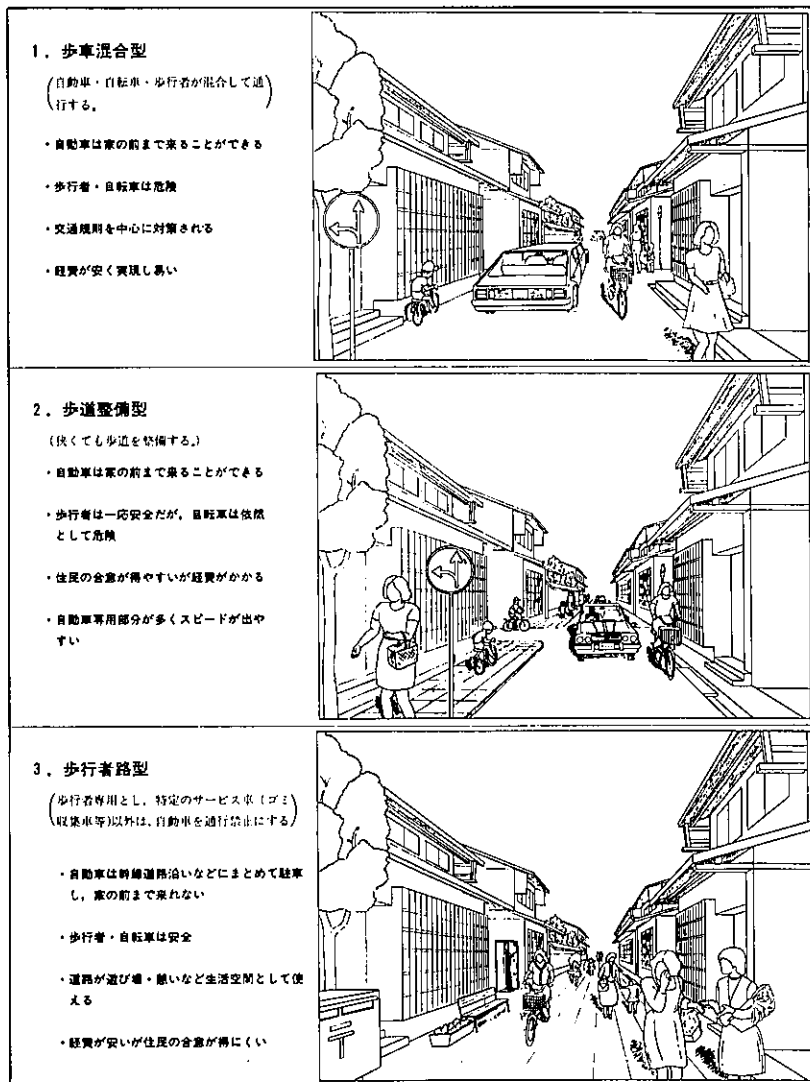 1. 歩車混合型
(自動車・自転車・歩行者が混合して通
行する。)
・自動車は家の前まで来ることができる
・歩行者・自転車は危険
・交通規則を中心に対策される
・経費が安く実現し易い
2. 歩道整備型
(狭くても歩道を整備する。)
・自動車は家の前まで来ることができる
・歩行者は一応安全だが,自転車は依然
として危険
・住民の合意が得やすいが経費がかかる
・自動車専用部分が多くスピードが出や
すい
3. 歩行者路型
(歩行者専用とし,特定のサービス車(ゴミ
収集車等)以外は,自動車を通行禁止にする)
・自動車は幹線道路沿いなどにまとめて駐車
し,家の前まで来れない
・歩行者・自転車は安全
・道路が遊び場・憩いなど生活空間として使
える
・経費が安いが住民の合意が得にくい
〒